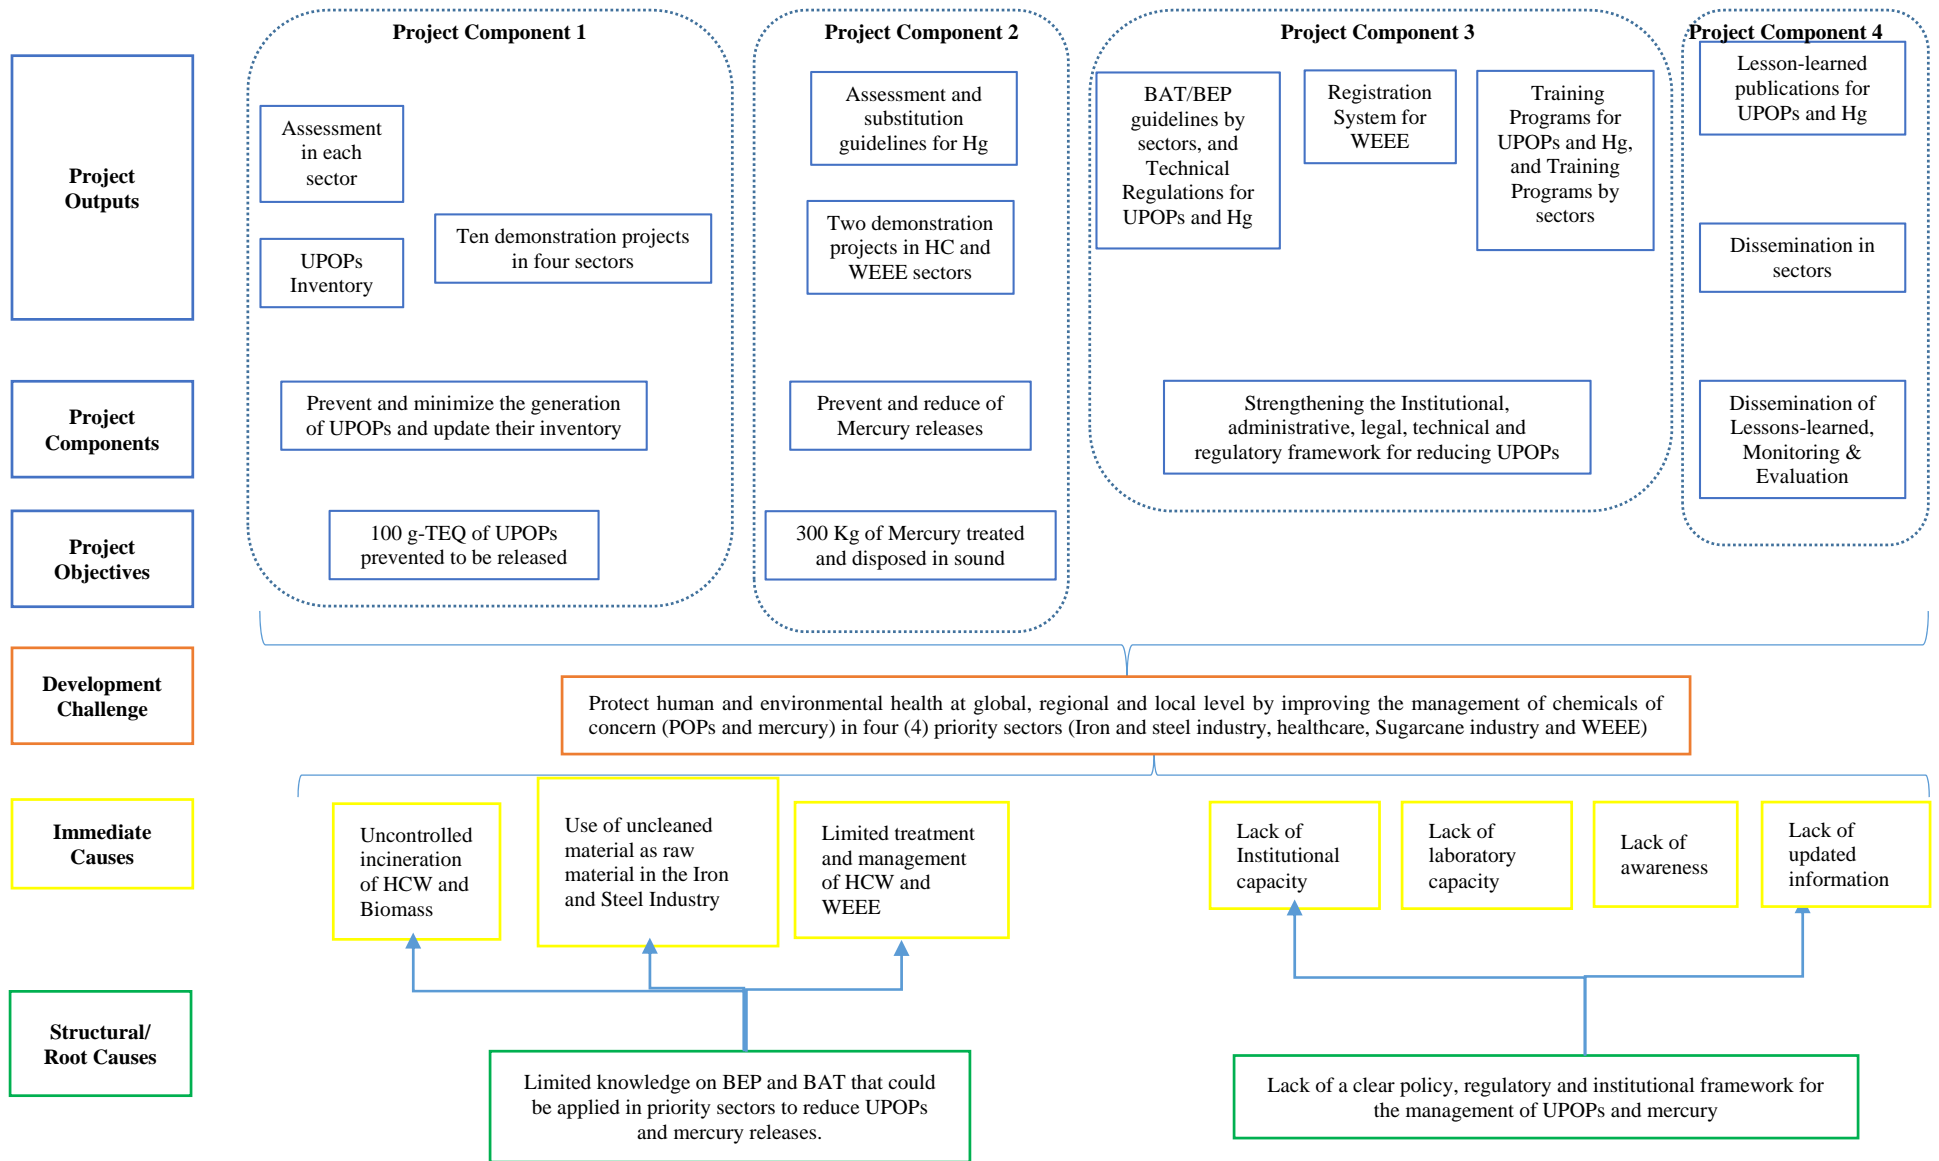 Project Component 1
Project Component 2
Project Component 3
Project Component 4
Project
Outputs
Assessment
in each
sector
UPOPs
Inventory
Ten demonstration projects
in four sectors
Assessment and
substitution
guidelines for Hg
Two demonstration
projects in HC and
WEEE sectors
BAT/BEP
guidelines by
sectors, and
Technical
Regulations for
UPOPs and Hg
Registration
System for
WEEE
Training
Programs for
UPOPs and Hg,
and Training
Programs by
sectors
Lesson-learned
publications for
UPOPs and Hg
Dissemination in
sectors
Project
Components
Prevent and minimize the generation
of UPOPs and update their inventory
Prevent and reduce of
Mercury releases
Strengthening the Institutional,
administrative, legal, technical and
regulatory framework for reducing UPOPs
Dissemination of
Lessons-learned,
Monitoring &
Evaluation
Project
Objectives
100 g-TEQ of UPOPs
prevented to be released
300 Kg of Mercury treated
and disposed in sound
Development
Challenge
Protect human and environmental health at global, regional and local level by improving the management of chemicals of
concern (POPs and mercury) in four (4) priority sectors (Iron and steel industry, healthcare, Sugarcane industry and WEEE)
Immediate
Causes
Uncontrolled
incineration
of HCW and
Biomass
Use of uncleaned
material as raw
material in the Iron
and Steel Industry
Limited treatment
and management
of HCW and
WEEE
Lack of
Institutional
capacity
Lack of
laboratory
capacity
Lack of
awareness
Lack of
updated
information
Structural/
Root Causes
Limited knowledge on BEP and BAT that could
be applied in priority sectors to reduce UPOPs
and mercury releases.
Lack of a clear policy, regulatory and institutional framework for
the management of UPOPs and mercury